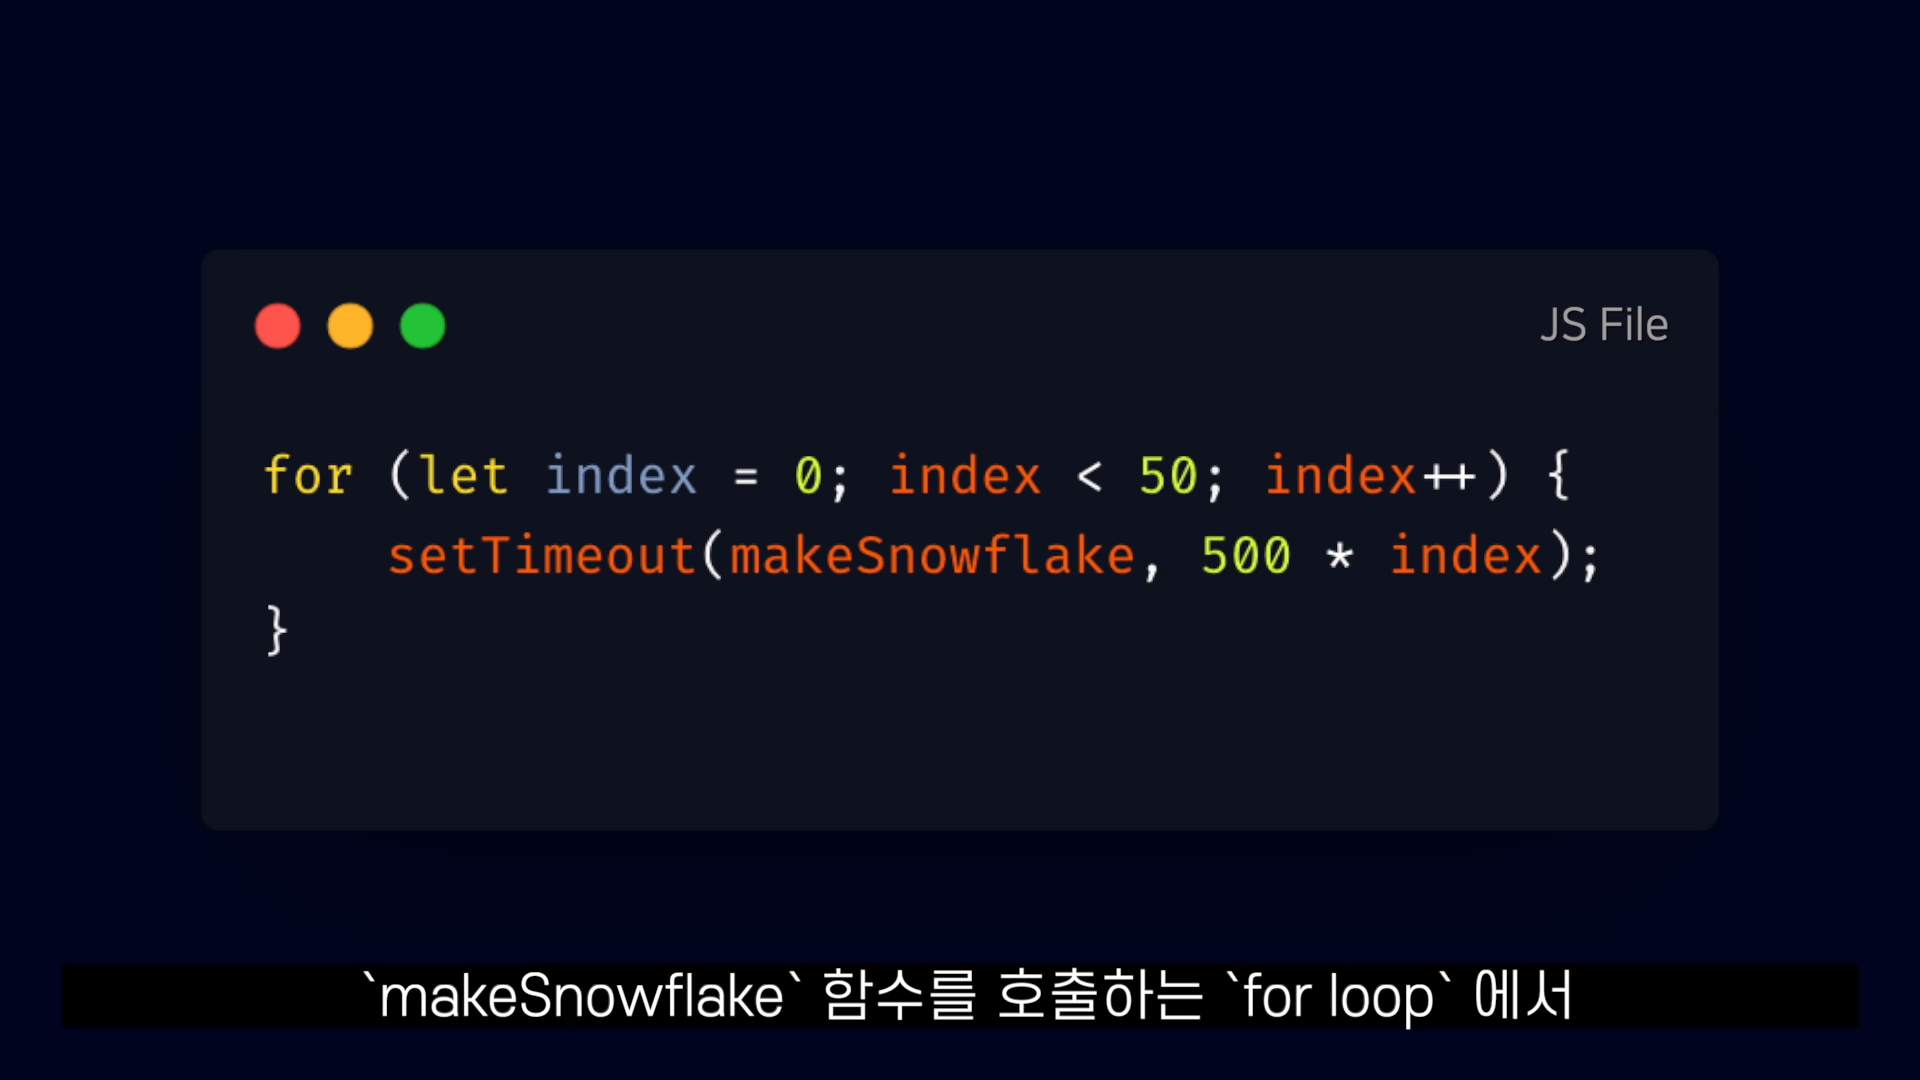 JS File
for (let index = 0; index < 50; index++) {
    setTimeout(makeSnowflake, 500 * index);
}
`makeSnowflake` 함수를 호출하는 `for loop` 에서